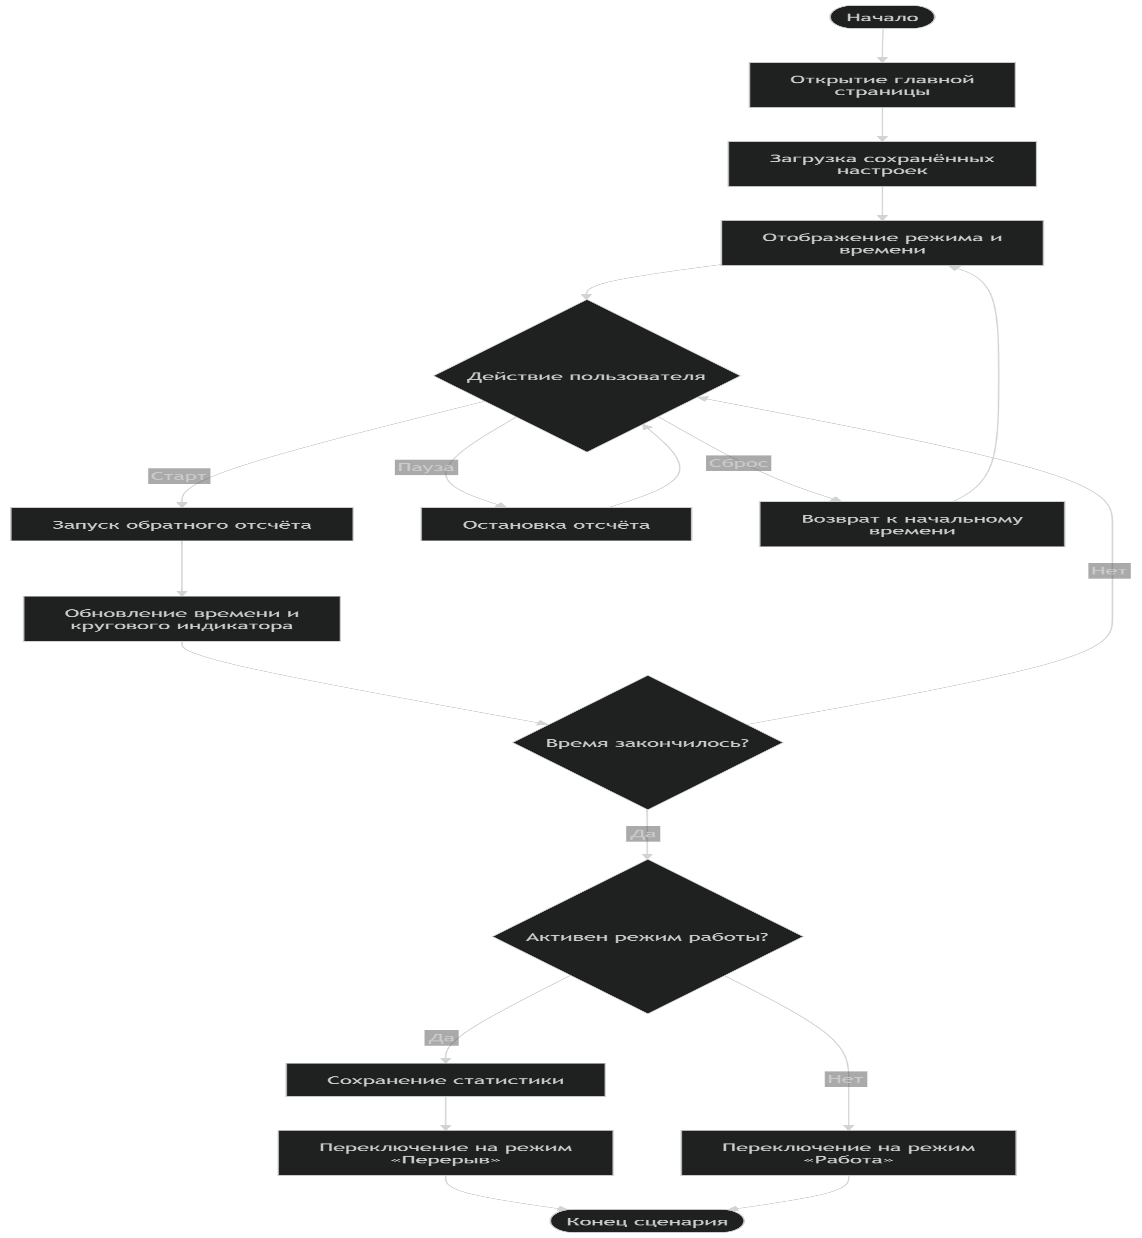 Начало
Открытие главной
страницы
Загрузка сохранённых
настроек
Отображение режима и
времени
Действие пользователя
Старт
Пауза
Сброс
Запуск обратного отсчёта
Остановка отсчёта
Возврат к начальному
времени
Нет
Обновление времени и
кругового индикатора
Время закончилось?
Да
Активен режим работы?
Да
Нет
Сохранение статистики
Переключение на режим
«Перерыв»
Переключение на режим
«Работа»
Конец сценария